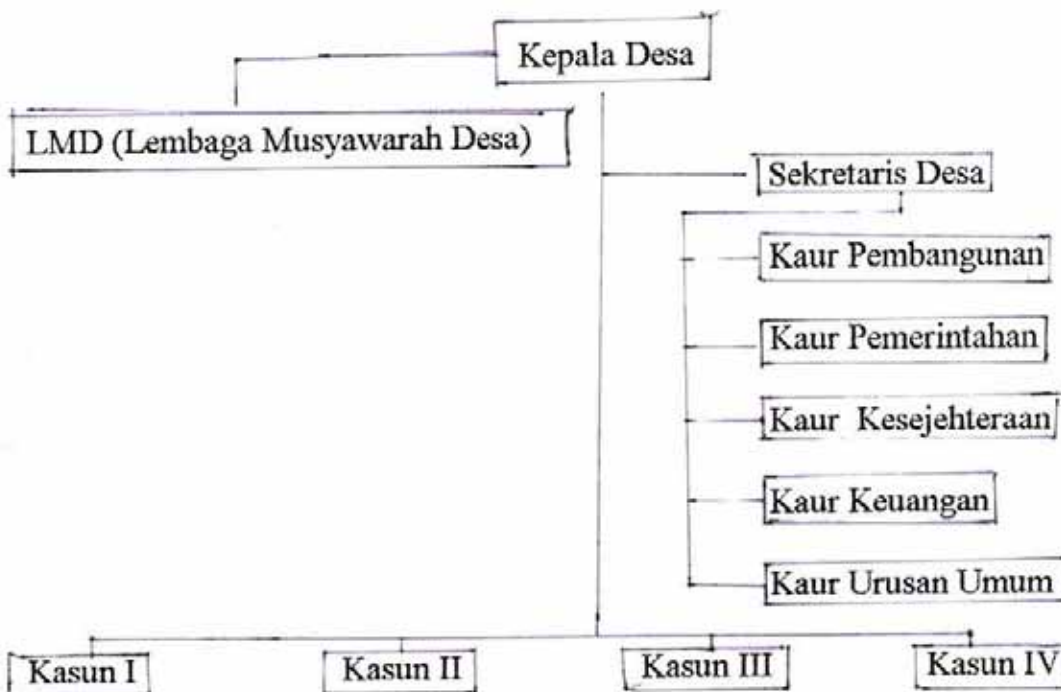 Kepala Desa
LMD (Lembaga Musyawarah Desa)
Sekretaris Desa
Kaur Pembangunan
Kaur Pemerintahan
Kaur Kesejehteraan
Kaur Keuangan
Kaur Urusan Umum
Kasun I
Kasun II
Kasun III
Kasun IV